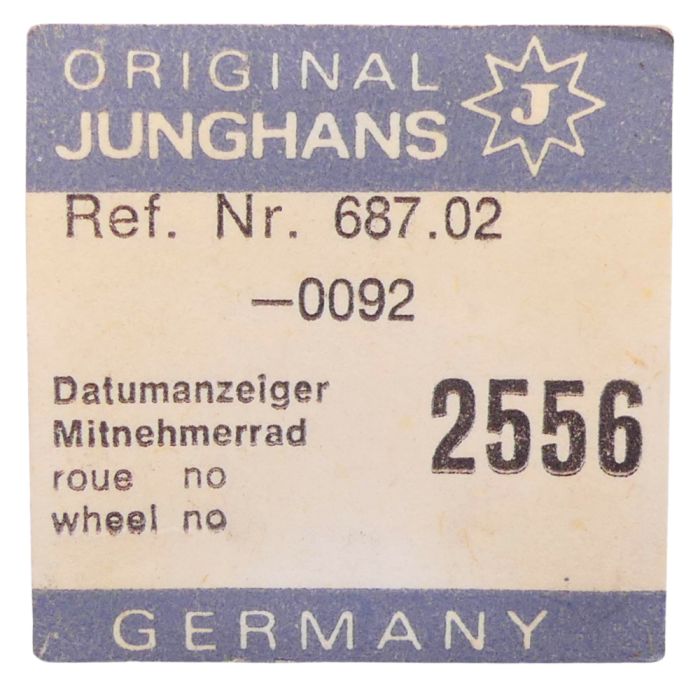 ORIGINAL
JUNGHANS
J
Ref. Nr. 687.02
—0092
Datumanzeiger
Mitnehmerrad
roue no
wheel no
2556
GERMANY